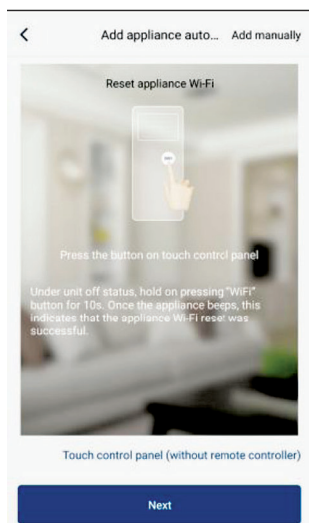 Add appliance auto... Add manually
Reset appliance Wi-Fi
Press the button on touch control panel
Under unit off status, hold on pressing "WiFi"
button for 10s. Once the appliance beeps, this
indicates that the appliance Wi-Fi reset was
successful.
Touch control panel (without remote controller)
Next